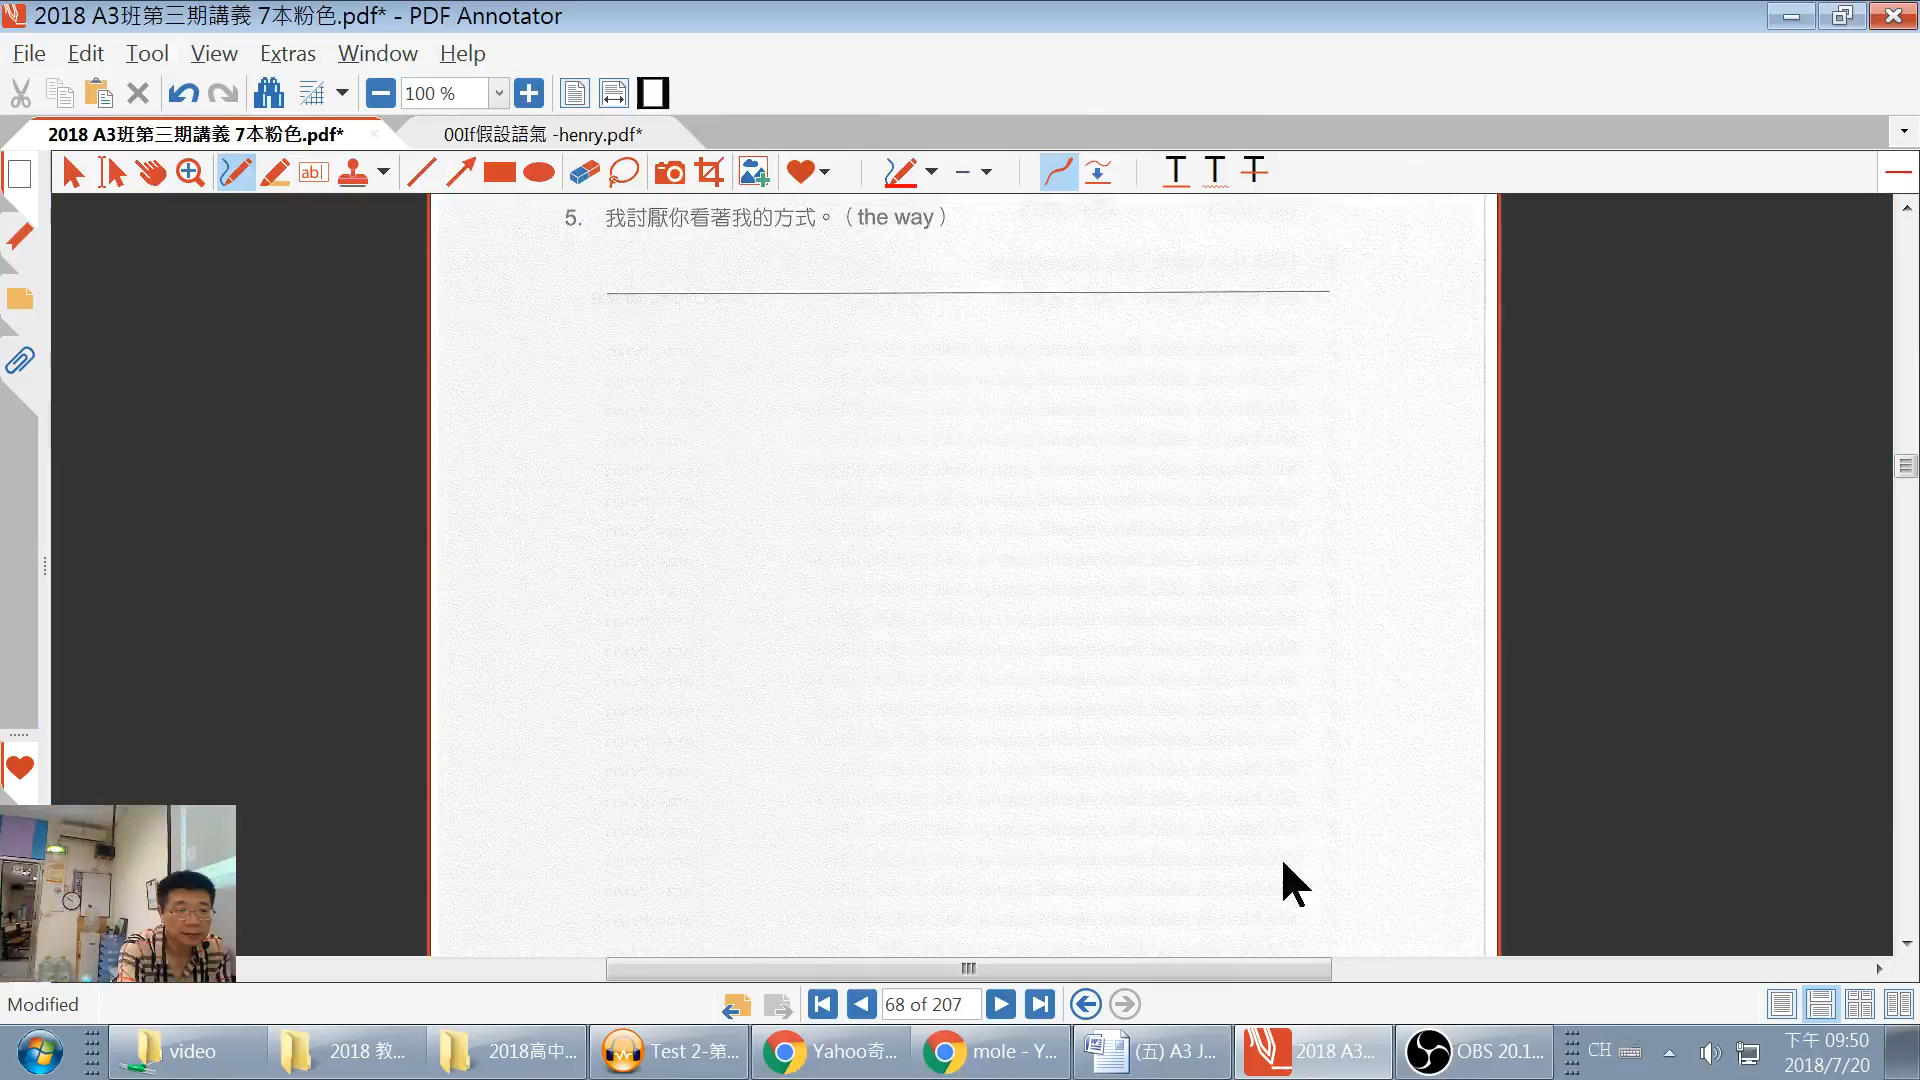 2018 A3班第三期講義 7本粉色.pdf* - PDF Annotator
File Edit Tool View Extras Window Help
100 %
2018 A3班第三期講義 7本粉色.pdf* 00If假設語氣 -henry.pdf*
ab|
T T T
5. 我討厭你看著我的方式。（the way）
Modified
68 of 207
video 2018 教... 2018高中... Test 2-第... Yahoo奇... mole - Y... (五) A3 J... 2018 A3... OBS 20.1... CH 下午 09:50
2018/7/20